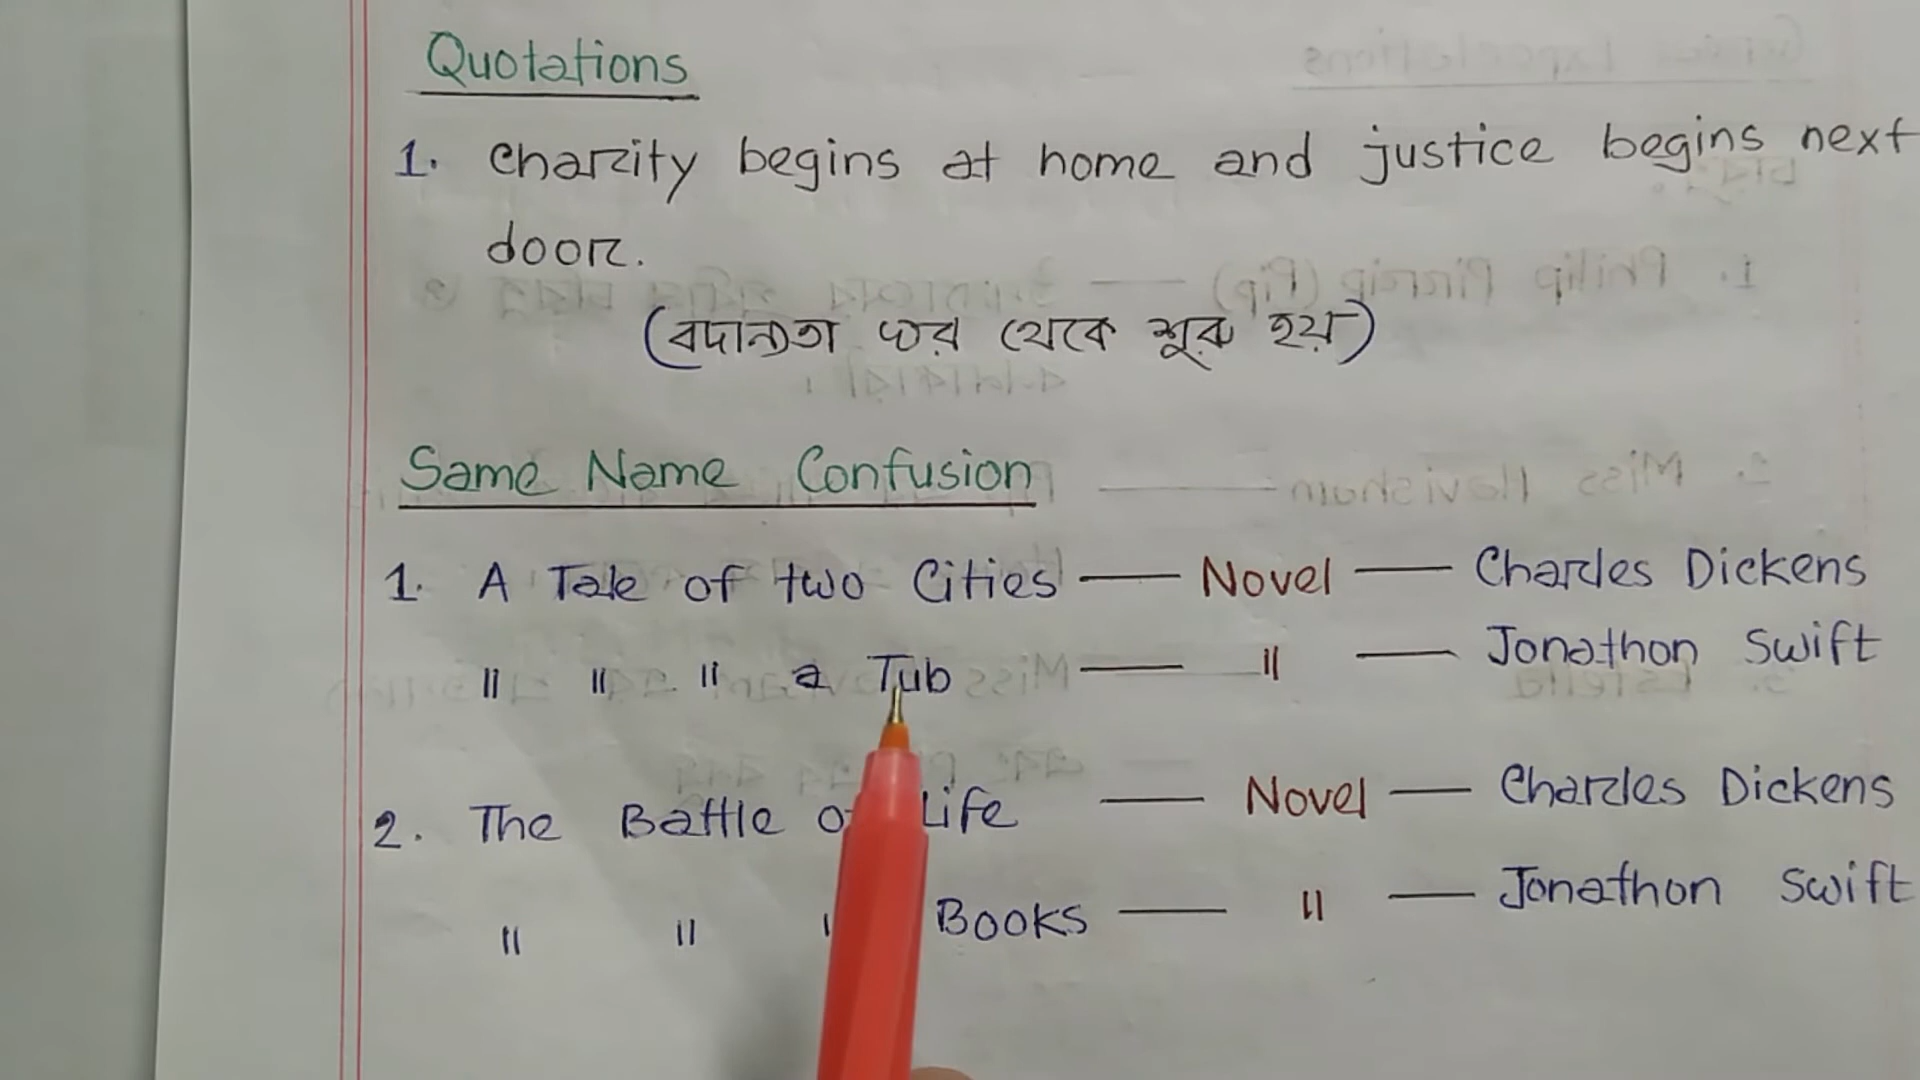 Quotations
1. Charity begins at home and justice begins next
door.
(বদান্যতা ঘর থেকে শুরু হয়)
Same Name Confusion
1. A Tale of two Cities — Novel — Charles Dickens
" " " a Tub — " — Jonathon Swift
2. The Battle of Life — Novel — Charles Dickens
" " " Books — " — Jonathon Swift